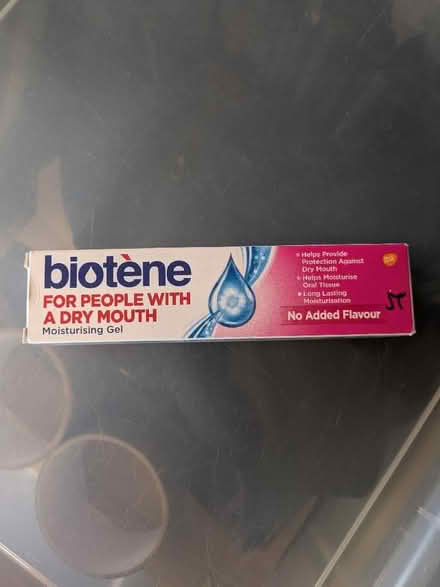 biotène
FOR PEOPLE WITH
A DRY MOUTH
Moisturising Gel
Helps Provide
Protection Against
Dry Mouth
Helps Moisturise
Oral Tissue
Long Lasting
Moisturisation
No Added Flavour
JT